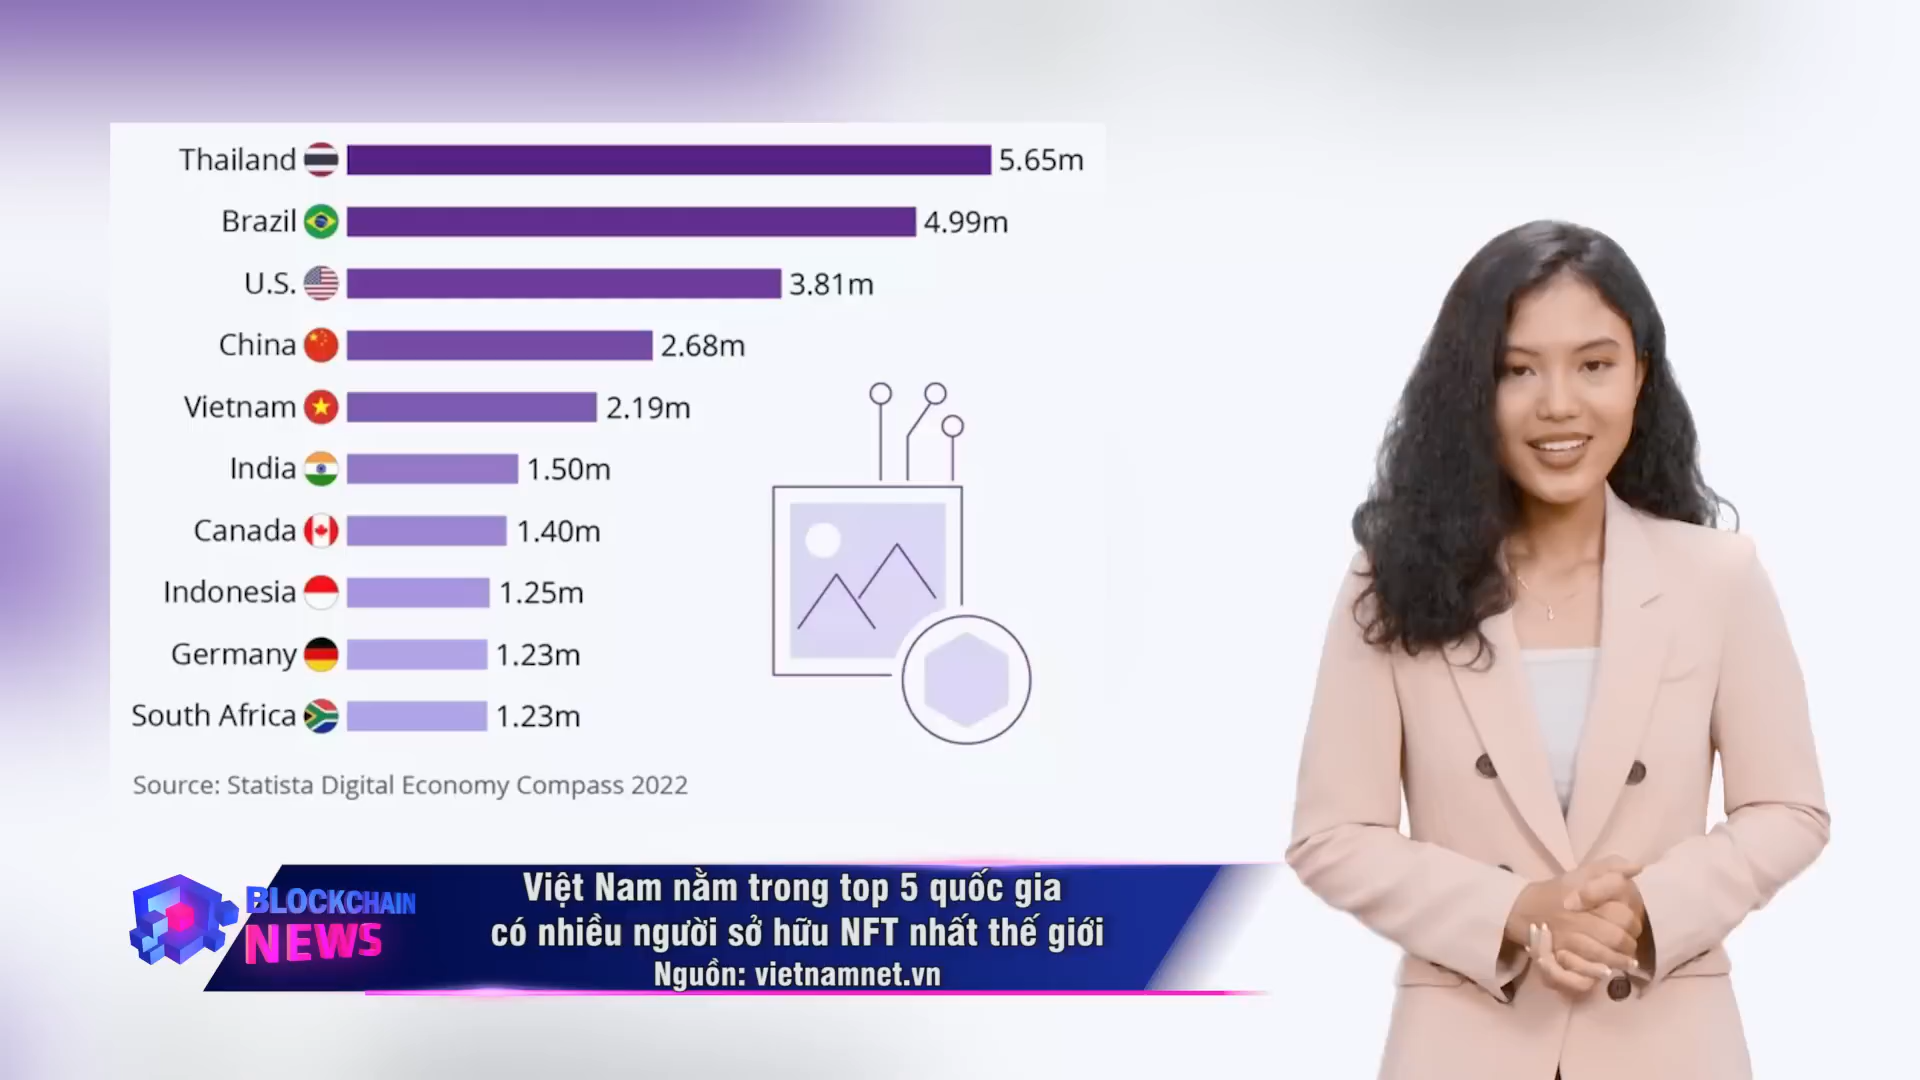 Thailand 5.65m
Brazil 4.99m
U.S. 3.81m
China 2.68m
Vietnam 2.19m
India 1.50m
Canada 1.40m
Indonesia 1.25m
Germany 1.23m
South Africa 1.23m
Source: Statista Digital Economy Compass 2022
BLOCKCHAIN
NEWS
Việt Nam nằm trong top 5 quốc gia
có nhiều người sở hữu NFT nhất thế giới
Nguồn: vietnamnet.vn